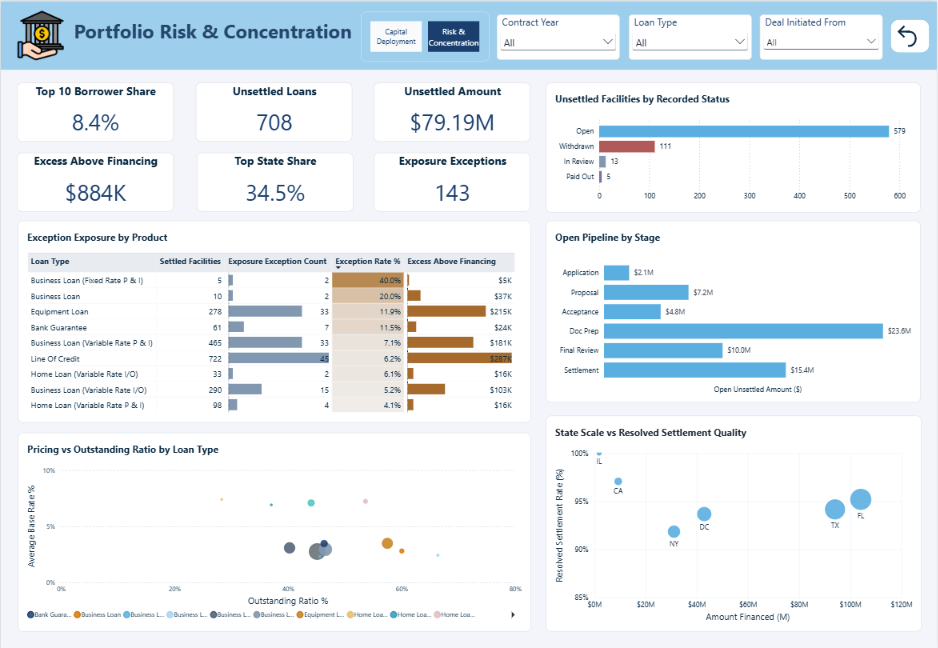 Portfolio Risk & Concentration
Capital
Deployment
Risk &
Concentration
Contract Year
All
Loan Type
All
Deal Initiated From
All
Top 10 Borrower Share
8.4%
Unsettled Loans
708
Unsettled Amount
$79.19M
Excess Above Financing
$884K
Top State Share
34.5%
Exposure Exceptions
143
Unsettled Facilities by Recorded Status
Open 579
Withdrawn 111
In Review 13
Paid Out 5
0 100 200 300 400 500 600
Exception Exposure by Product
Loan Type Settled Facilities Exposure Exception Count Exception Rate % Excess Above Financing
Business Loan (Fixed Rate P & I) 5 2 40.0% $5K
Business Loan 10 2 20.0% $37K
Equipment Loan 278 33 11.9% $215K
Bank Guarantee 61 7 11.5% $24K
Business Loan (Variable Rate P & I) 465 33 7.1% $181K
Line Of Credit 722 45 6.2% $287K
Home Loan (Variable Rate I/O) 33 2 6.1% $16K
Business Loan (Variable Rate I/O) 290 15 5.2% $103K
Home Loan (Variable Rate P & I) 98 4 4.1% $16K
Open Pipeline by Stage
Application $2.1M
Proposal $7.2M
Acceptance $4.8M
Doc Prep $23.6M
Final Review $10.0M
Settlement $15.4M
Open Unsettled Amount ($)
Pricing vs Outstanding Ratio by Loan Type
Average Base Rate %
10%
5%
0%
0% 20% 40% 60% 80%
Outstanding Ratio %
Bank Guara... Business Loan Business L... Business L... Business L... Business L... Equipment L... Home Loa... Home Loa... Home Loa...
State Scale vs Resolved Settlement Quality
Resolved Settlement Rate (%)
100%
95%
90%
85%
IL
CA
NY
DC
TX
FL
$0M $20M $40M $60M $80M $100M $120M
Amount Financed (M)